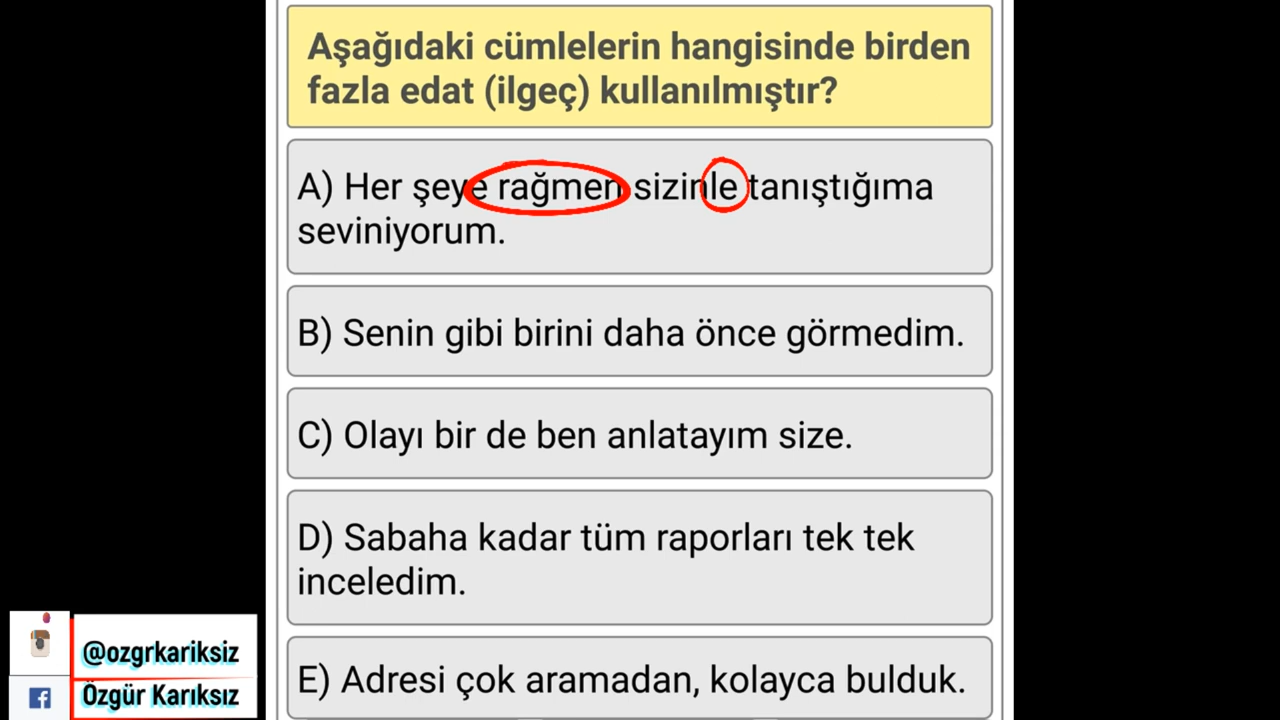 Aşağıdaki cümlelerin hangisinde birden
fazla edat (ilgeç) kullanılmıştır?
A) Her şeye rağmen sizinle tanıştığıma
seviniyorum.
B) Senin gibi birini daha önce görmedim.
C) Olayı bir de ben anlatayım size.
D) Sabaha kadar tüm raporları tek tek
inceledim.
E) Adresi çok aramadan, kolayca bulduk.
@ozgrkariksiz
Özgür Karıksız